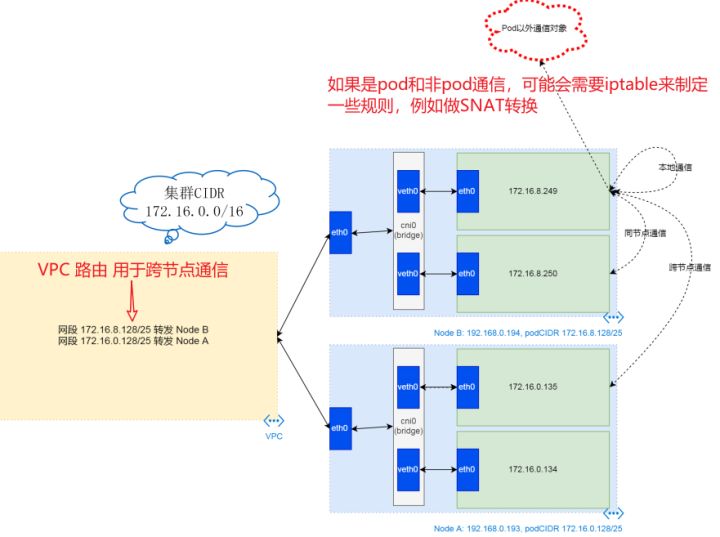 Pod以外通信对象
如果是pod和非pod通信，可能会需要iptable来制定
一些规则，例如做SNAT转换
集群CIDR
172.16.0.0/16
VPC 路由 用于跨节点通信
网段 172.16.8.128/25 转发 Node B
网段 172.16.0.128/25 转发 Node A
VPC
eth0
veth0
eth0
172.16.8.249
cni0
(bridge)
veth0
eth0
172.16.8.250
本地通信
同节点通信
跨节点通信
Node B: 192.168.0.194, podCIDR 172.16.8.128/25
eth0
veth0
eth0
172.16.0.135
cni0
(bridge)
veth0
eth0
172.16.0.134
Node A: 192.168.0.193, podCIDR 172.16.0.128/25